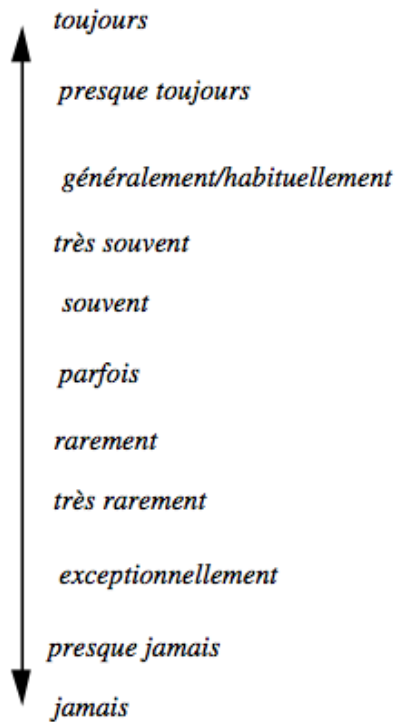 toujours
presque toujours
généralement/habituellement
très souvent
souvent
parfois
rarement
très rarement
exceptionnellement
presque jamais
jamais